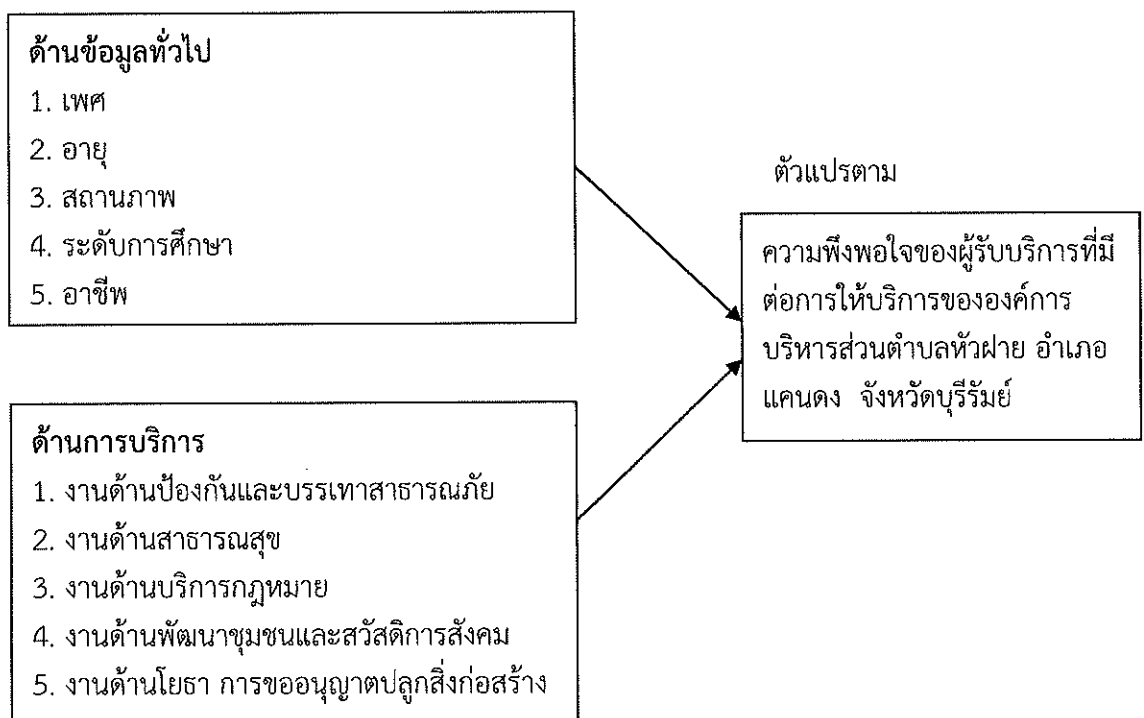 ด้านข้อมูลทั่วไป
1. เพศ
2. อายุ
3. สถานภาพ
4. ระดับการศึกษา
5. อาชีพ
ด้านการบริการ
1. งานด้านป้องกันและบรรเทาสาธารณภัย
2. งานด้านสาธารณสุข
3. งานด้านบริการกฎหมาย
4. งานด้านพัฒนาชุมชนและสวัสดิการสังคม
5. งานด้านโยธา การขออนุญาตปลูกสิ่งก่อสร้าง
ตัวแปรตาม
ความพึงพอใจของผู้รับบริการที่มี
ต่อการให้บริการขององค์การ
บริหารส่วนตำบลหัวฝาย อำเภอ
แคนดง จังหวัดบุรีรัมย์